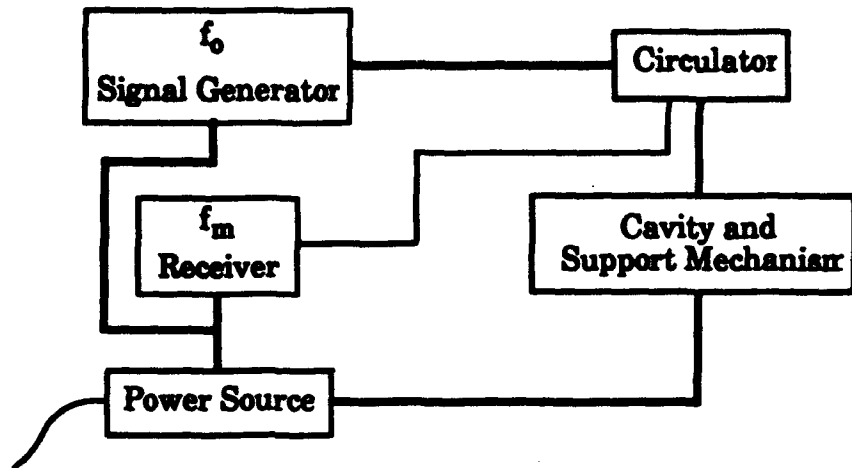 f₀
Signal Generator
Circulator
fₘ
Receiver
Cavity and
Support Mechanism
Power Source